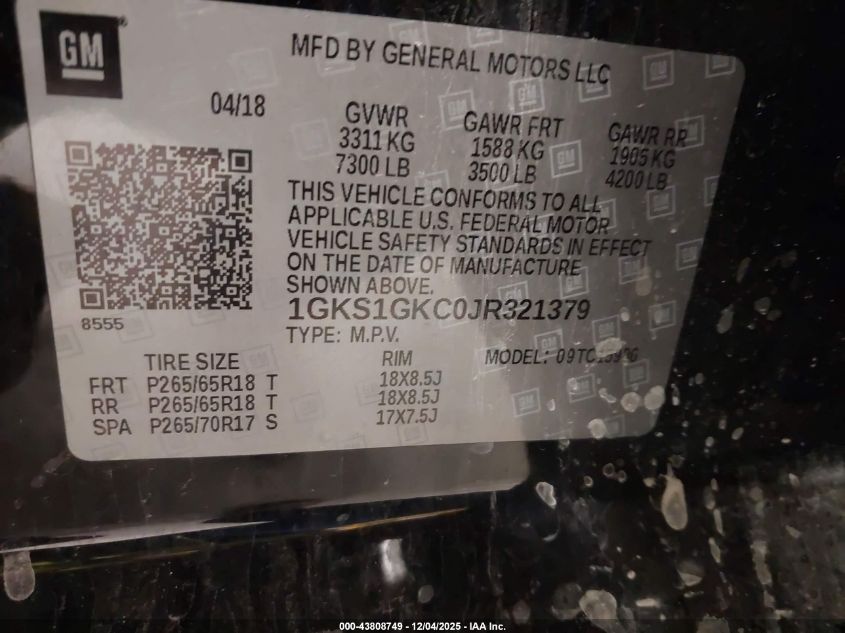 GM
MFD BY GENERAL MOTORS LLC
04/18
GVWR
3311 KG
7300 LB
GAWR FRT
1588 KG
3500 LB
GAWR RR
1905 KG
4200 LB
THIS VEHICLE CONFORMS TO ALL
APPLICABLE U.S. FEDERAL MOTOR
VEHICLE SAFETY STANDARDS IN EFFECT
ON THE DATE OF MANUFACTURE
SHOWN ABOVE.
8555
1GKS1GKC0JR321379
TYPE: M.P.V.
TIRE SIZE
RIM
MODEL:
FRT P265/65R18 T 18X8.5J
RR P265/65R18 T 18X8.5J
SPA P265/70R17 S 17X7.5J
000-43808749 - 12/04/2025 - IAA Inc.